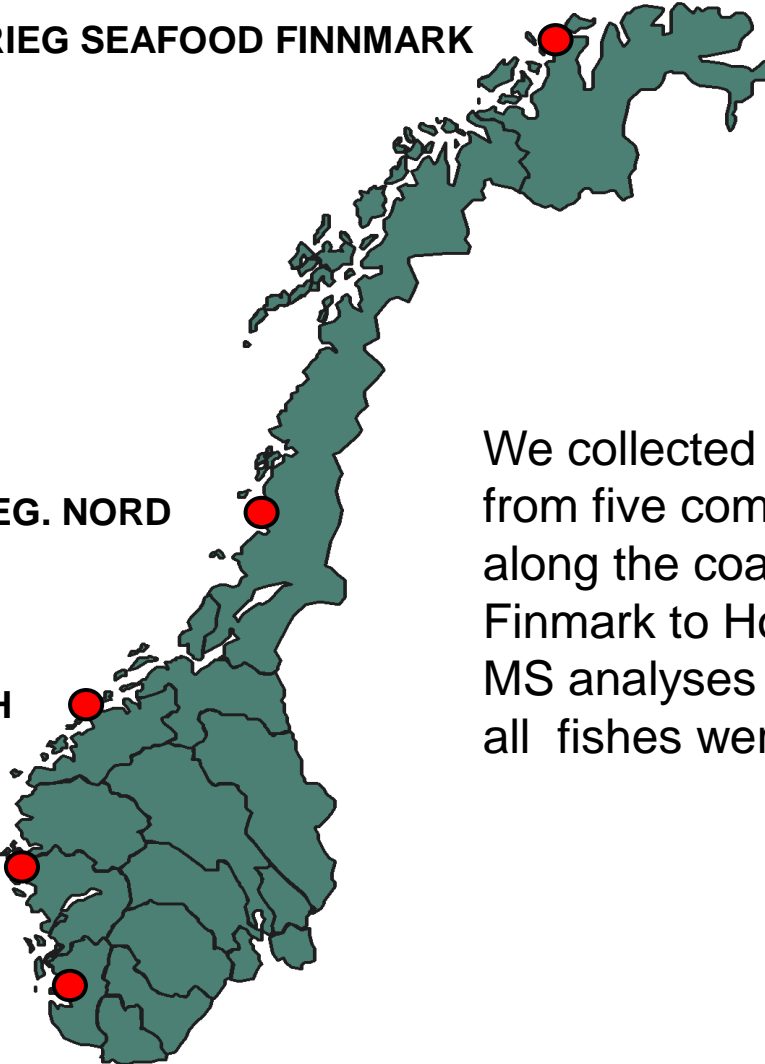 RIEG SEAFOOD FINNMARK
EG. NORD
H
We collected
from five com
along the coa
Finmark to Ho
MS analyses
all fishes wer